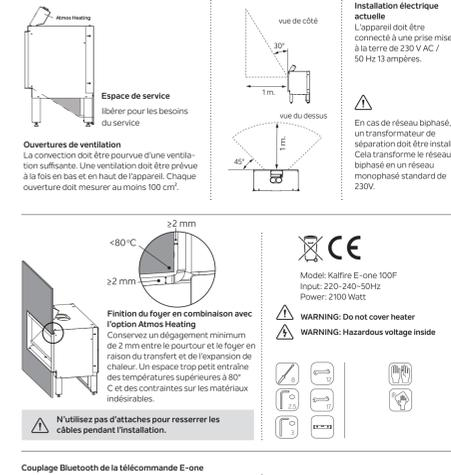 Atmos Heating
Espace de service
libérer pour les besoins
du service
Ouvertures de ventilation
La convection doit être pourvue d'une ventila-
tion suffisante. Une ventilation doit être prévue
à la fois en bas et en haut de l'appareil. Chaque
ouverture doit mesurer au moins 100 cm².
vue de côté
30°
1 m.
vue du dessus
1 m.
45°
Installation électrique
actuelle
L'appareil doit être
connecté à une prise mise
à la terre de 230 V AC /
50 Hz 13 ampères.
En cas de réseau biphasé,
un transformateur de
séparation doit être install
Cela transforme le réseau
biphasé en un réseau
monophasé standard de
230V.
≥2 mm
<80°C
≥2 mm
Finition du foyer en combinaison avec
l'option Atmos Heating
Conservez un dégagement minimum
de 2 mm entre le pourtout et le foyer en
raison du transfert et de l'expansion de
chaleur. Un espace trop petit entraîne
des températures supérieures à 80°
C et des contraintes sur les matériaux
indésirables.
N'utilisez pas d'attaches pour resserrer les
câbles pendant l'installation.
CE
Model: Kalfire E-one 100F
Input: 220-240~50Hz
Power: 2100 Watt
WARNING: Do not cover heater
WARNING: Hazardous voltage inside
8
12
2.5
17
3
Couplage Bluetooth de la télécommande E-one